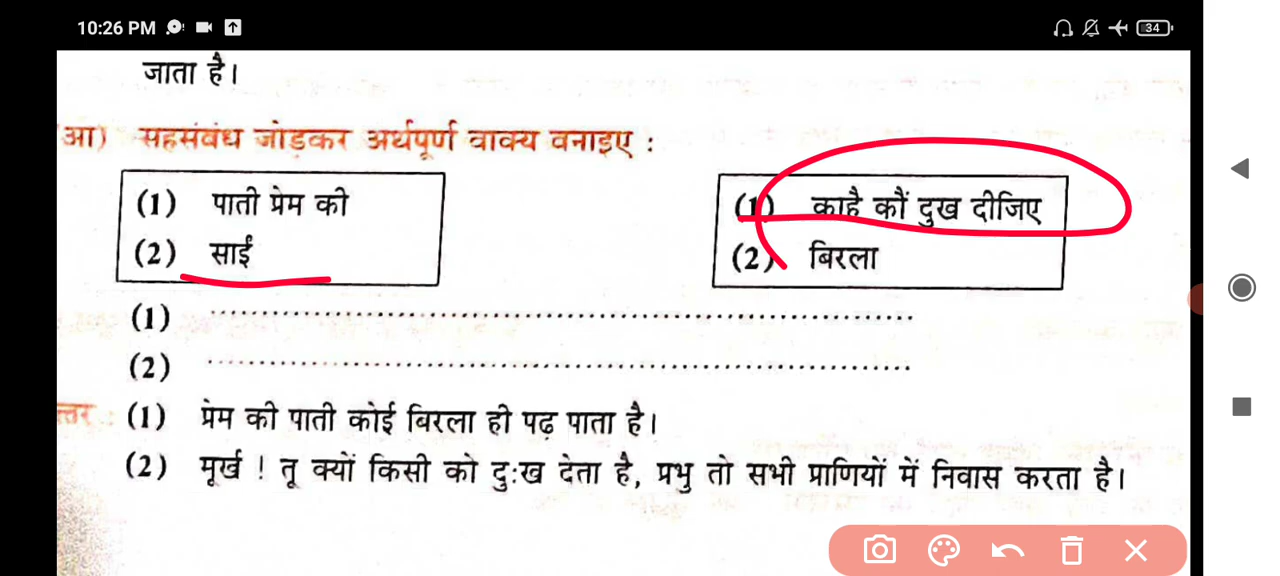 10:26 PM
34
जाता है।
आ) सहसंबंध जोड़कर अर्थपूर्ण वाक्य बनाइए :
(1) पाती प्रेम की (1) काहै कौं दुख दीजिए
(2) साईं (2) बिरला
(1) ........................................................
(2) ........................................................
त्तर : (1) प्रेम की पाती कोई बिरला ही पढ़ पाता है।
(2) मूर्ख ! तू क्यों किसी को दुःख देता है, प्रभु तो सभी प्राणियों में निवास करता है।